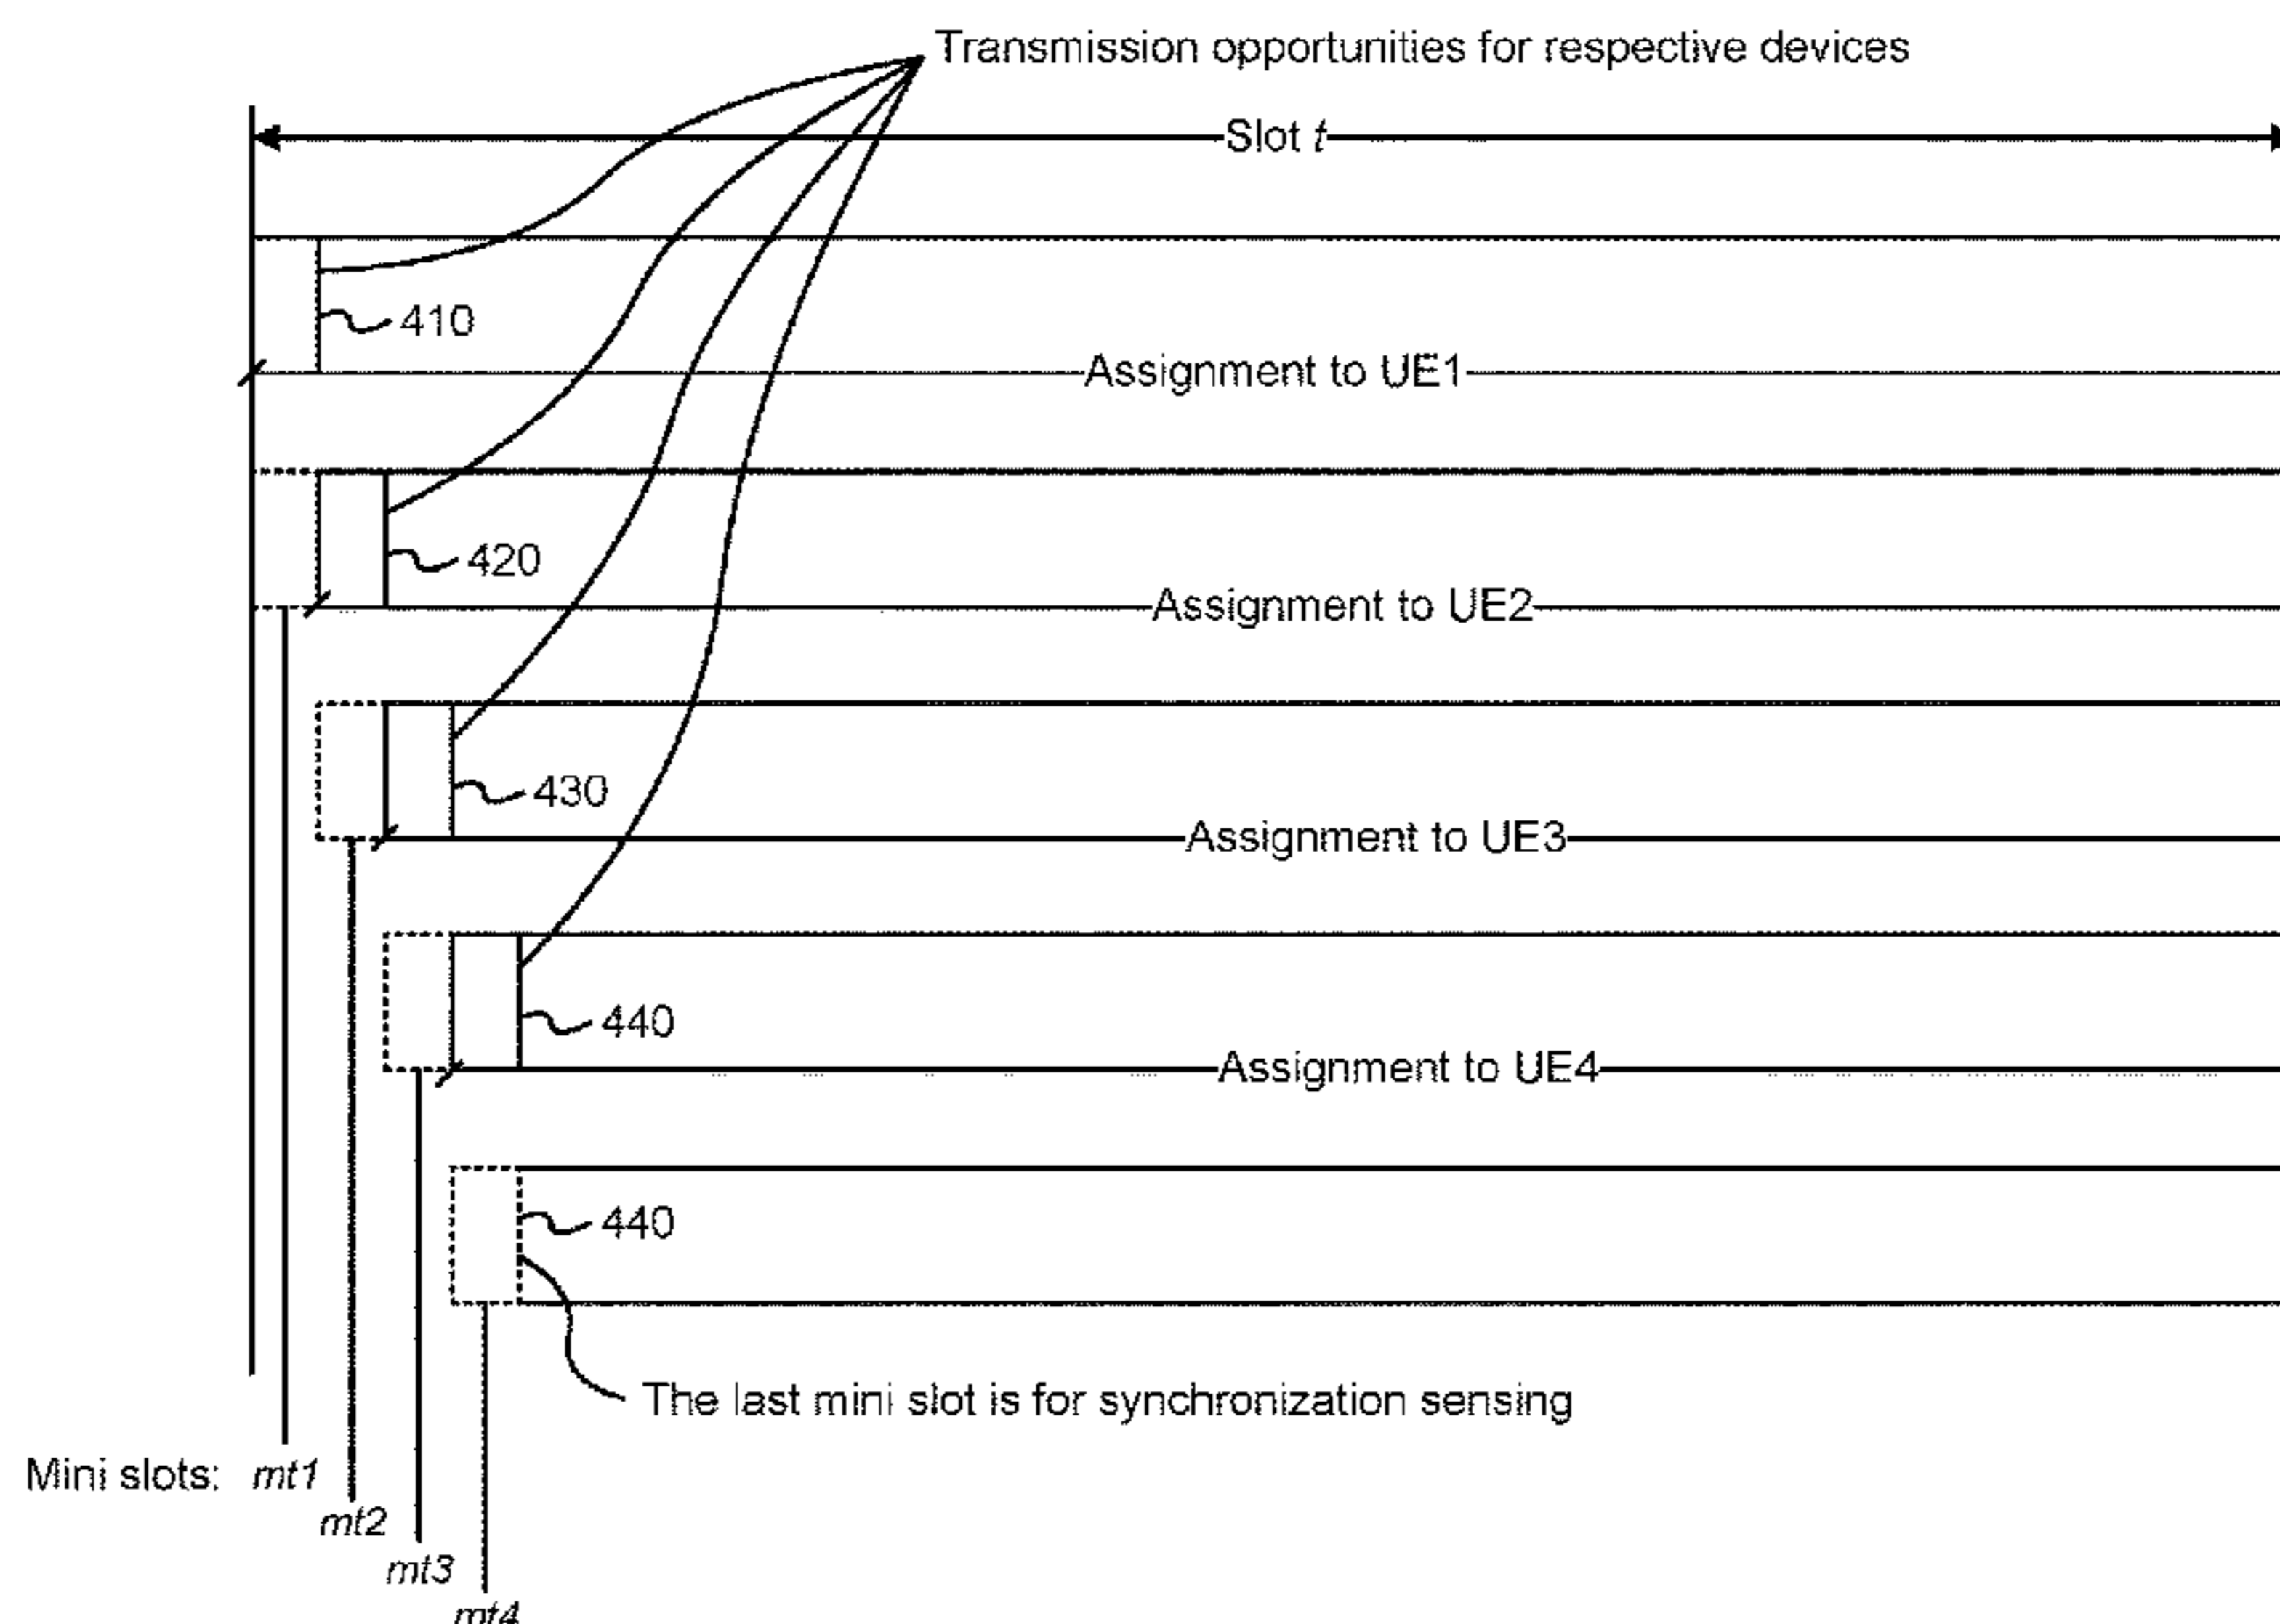 Transmission opportunities for respective devices
Slot t
410
Assignment to UE1
420
Assignment to UE2
430
Assignment to UE3
440
Assignment to UE4
440
The last mini slot is for synchronization sensing
Mini slots: mt1
mt2
mt3
mt4